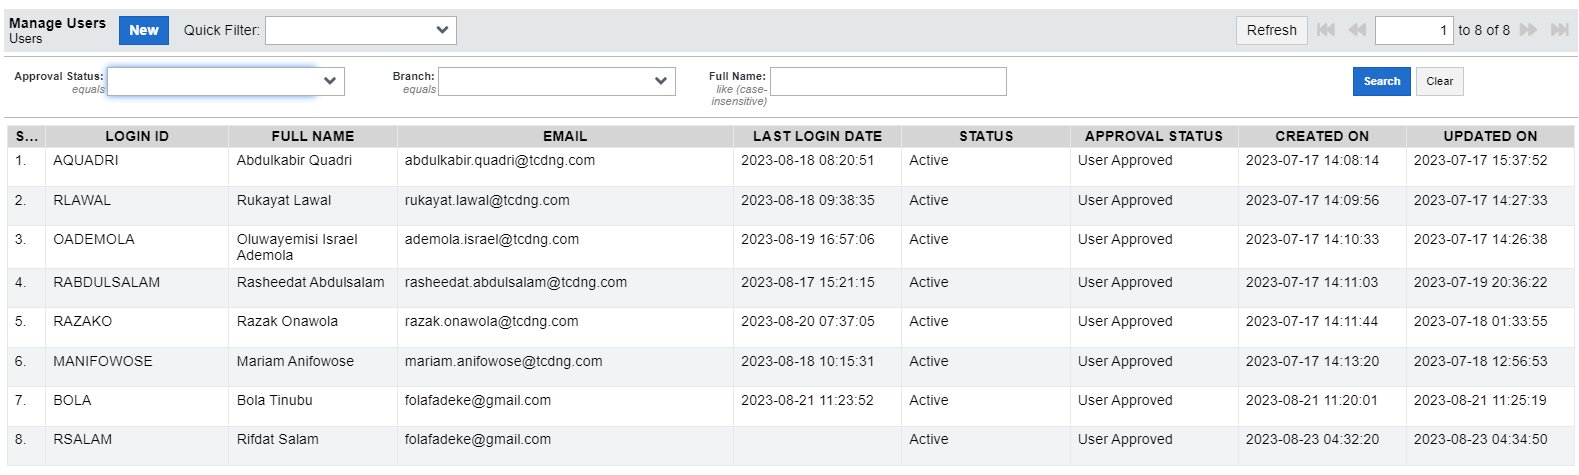 Manage Users New Quick Filter: Refresh 1 to 8 of 8
Users
Approval Status: Branch: Full Name: Search Clear
equals equals like (case-
insensitive)
S... LOGIN ID FULL NAME EMAIL LAST LOGIN DATE STATUS APPROVAL STATUS CREATED ON UPDATED ON
1. AQUADRI Abdulkabir Quadri abdulkabir.quadri@tcdng.com 2023-08-18 08:20:51 Active User Approved 2023-07-17 14:08:14 2023-07-17 15:37:52
2. RLAWAL Rukayat Lawal rukayat.lawal@tcdng.com 2023-08-18 09:38:35 Active User Approved 2023-07-17 14:09:56 2023-07-17 14:27:33
3. OADEMOLA Oluwayemisi Israel ademola.israel@tcdng.com 2023-08-19 16:57:06 Active User Approved 2023-07-17 14:10:33 2023-07-17 14:26:38
Ademola
4. RABDULSALAM Rasheedat Abdulsalam rasheedat.abdulsalam@tcdng.com 2023-08-17 15:21:15 Active User Approved 2023-07-17 14:11:03 2023-07-19 20:36:22
5. RAZAKO Razak Onawola razak.onawola@tcdng.com 2023-08-20 07:37:05 Active User Approved 2023-07-17 14:11:44 2023-07-18 01:33:55
6. MANIFOWOSE Mariam Anifowose mariam.anifowose@tcdng.com 2023-08-18 10:15:31 Active User Approved 2023-07-17 14:13:20 2023-07-18 12:56:53
7. BOLA Bola Tinubu folafadeke@gmail.com 2023-08-21 11:23:52 Active User Approved 2023-08-21 11:20:01 2023-08-21 11:25:19
8. RSALAM Rifdat Salam folafadeke@gmail.com Active User Approved 2023-08-23 04:32:20 2023-08-23 04:34:50